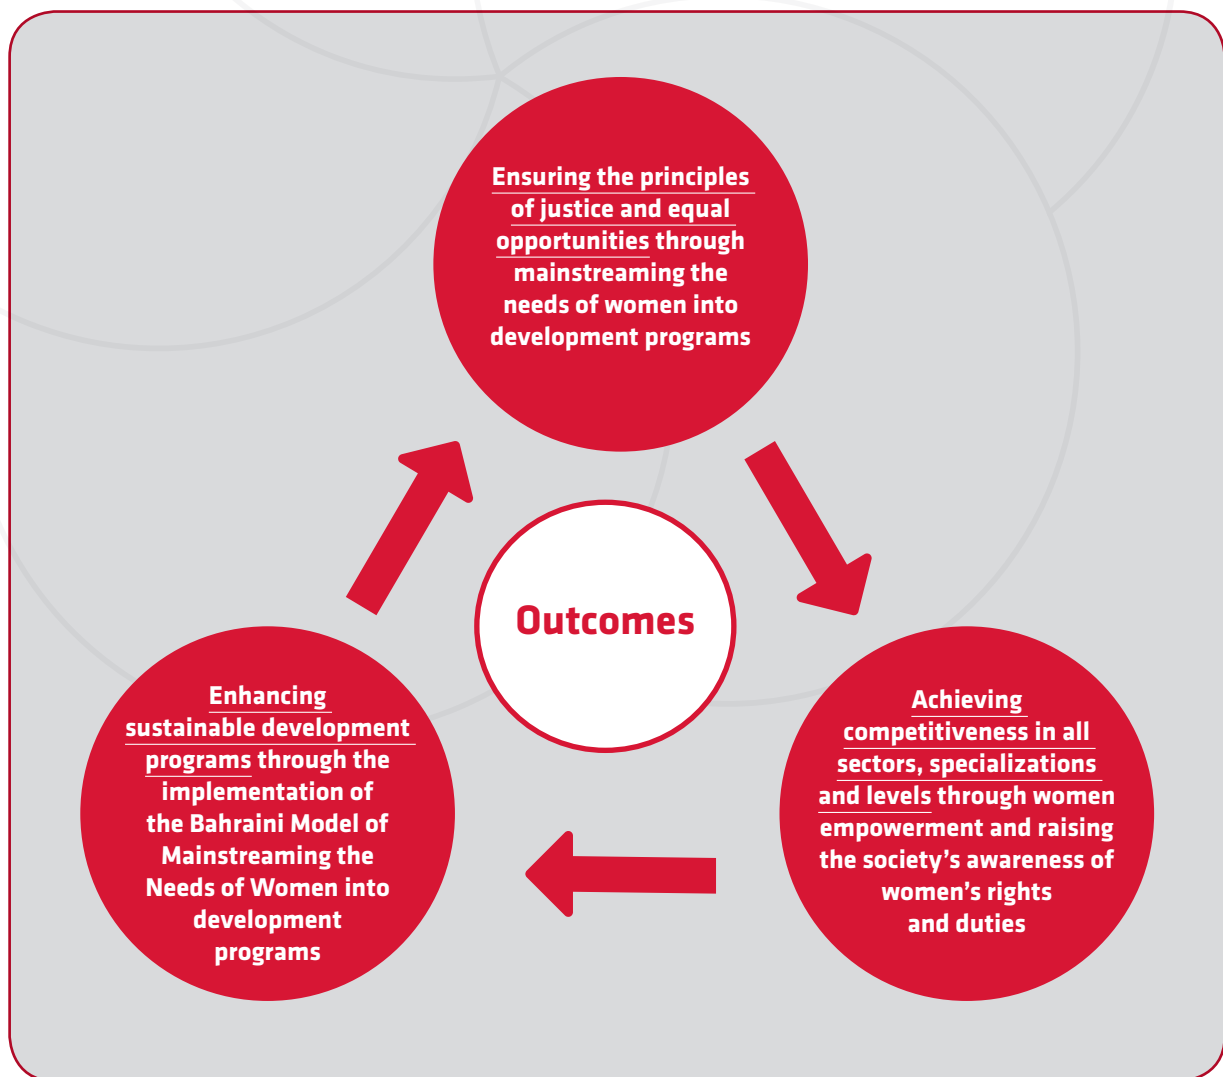 Ensuring the principles
of justice and equal
opportunities through
mainstreaming the
needs of women into
development programs
Outcomes
Enhancing
sustainable development
programs through the
implementation of
the Bahraini Model of
Mainstreaming the
Needs of Women into
development
programs
Achieving
competitiveness in all
sectors, specializations
and levels through women
empowerment and raising
the society’s awareness of
women’s rights
and duties